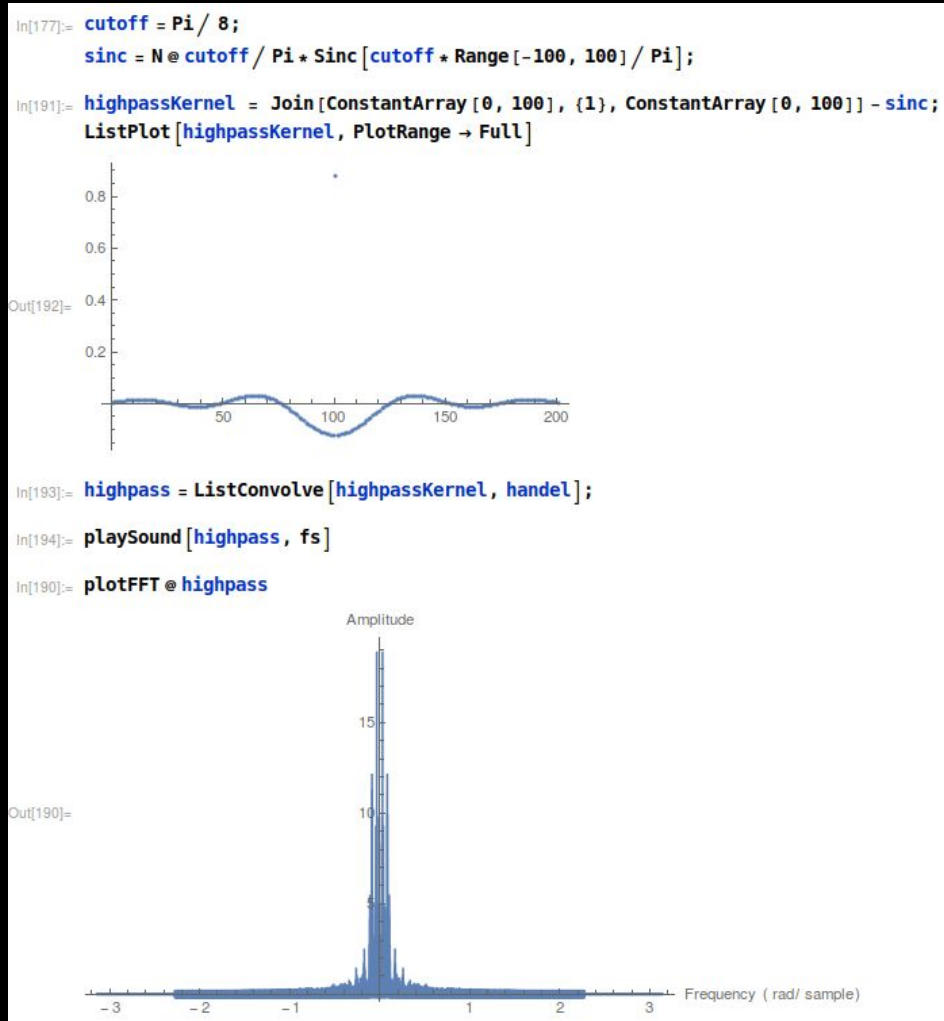 In[177]:= cutoff = Pi / 8;
sinc = N @ cutoff / Pi * Sinc[cutoff * Range[-100, 100] / Pi];
In[191]:= highpassKernel = Join[ConstantArray[0, 100], {1}, ConstantArray[0, 100]] - sinc;
ListPlot[highpassKernel, PlotRange → Full]
0.8
0.6
Out[192]= 0.4
0.2
50 100 150 200
In[193]:= highpass = ListConvolve[highpassKernel, handel];
In[194]:= playSound[highpass, fs]
In[190]:= plotFFT @ highpass
Amplitude
15
Out[190]= 10
5
-3 -2 -1 1 2 3 Frequency ( rad/ sample)